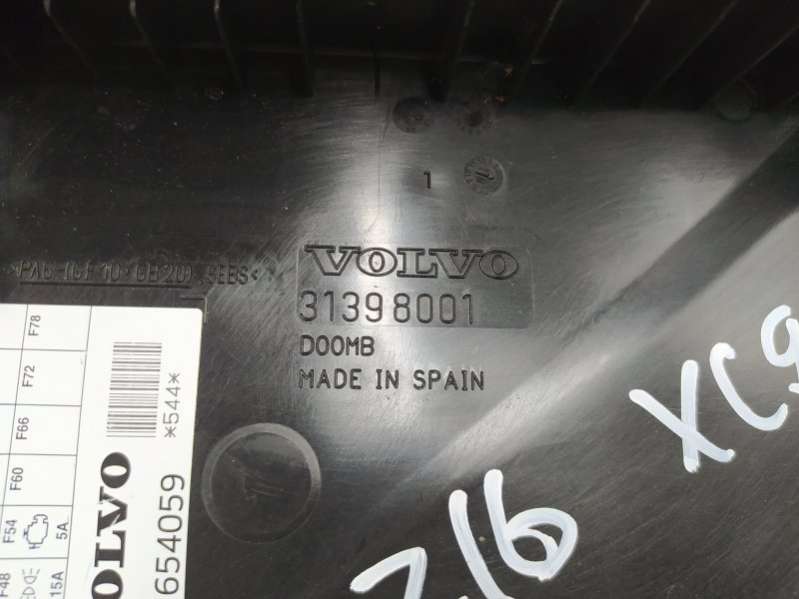 1
VOLVO
31398001
D00MB
MADE IN SPAIN
F78
F72
F66
F60
F54
F48
5A
15A
*544*
VOLVO
654059
XC9